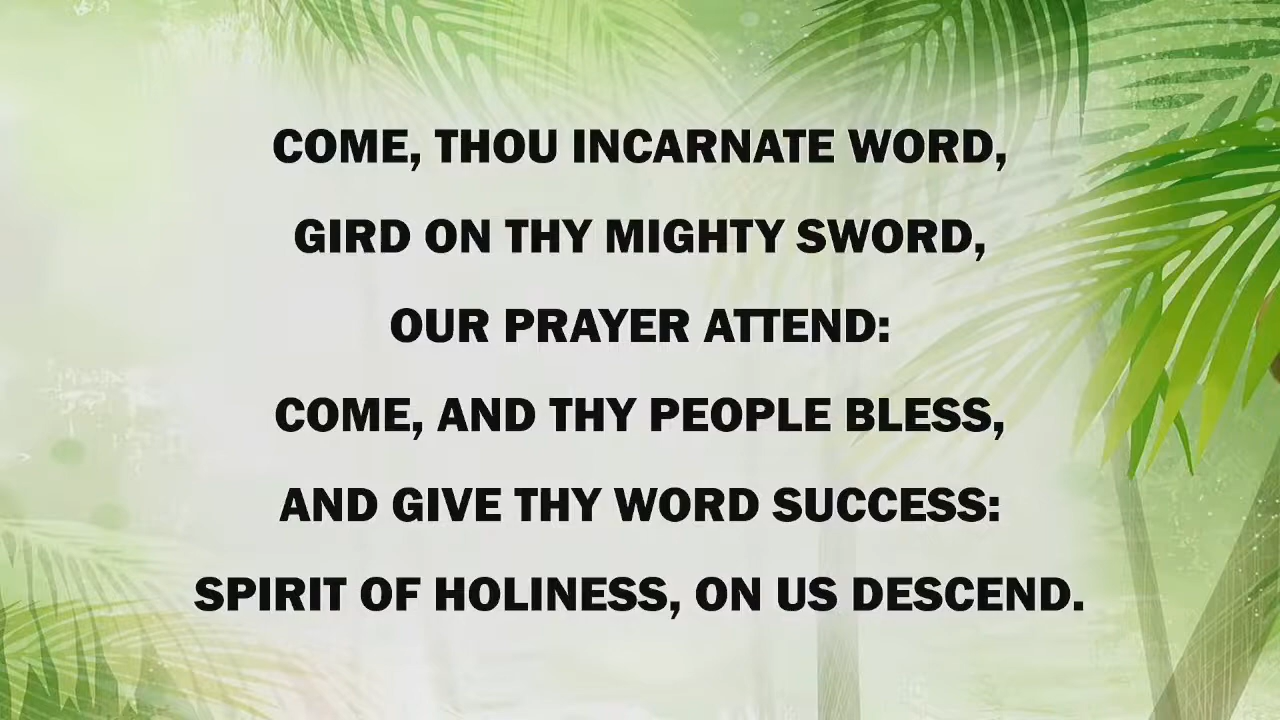 COME, THOU INCARNATE WORD,
GIRD ON THY MIGHTY SWORD,
OUR PRAYER ATTEND:
COME, AND THY PEOPLE BLESS,
AND GIVE THY WORD SUCCESS:
SPIRIT OF HOLINESS, ON US DESCEND.